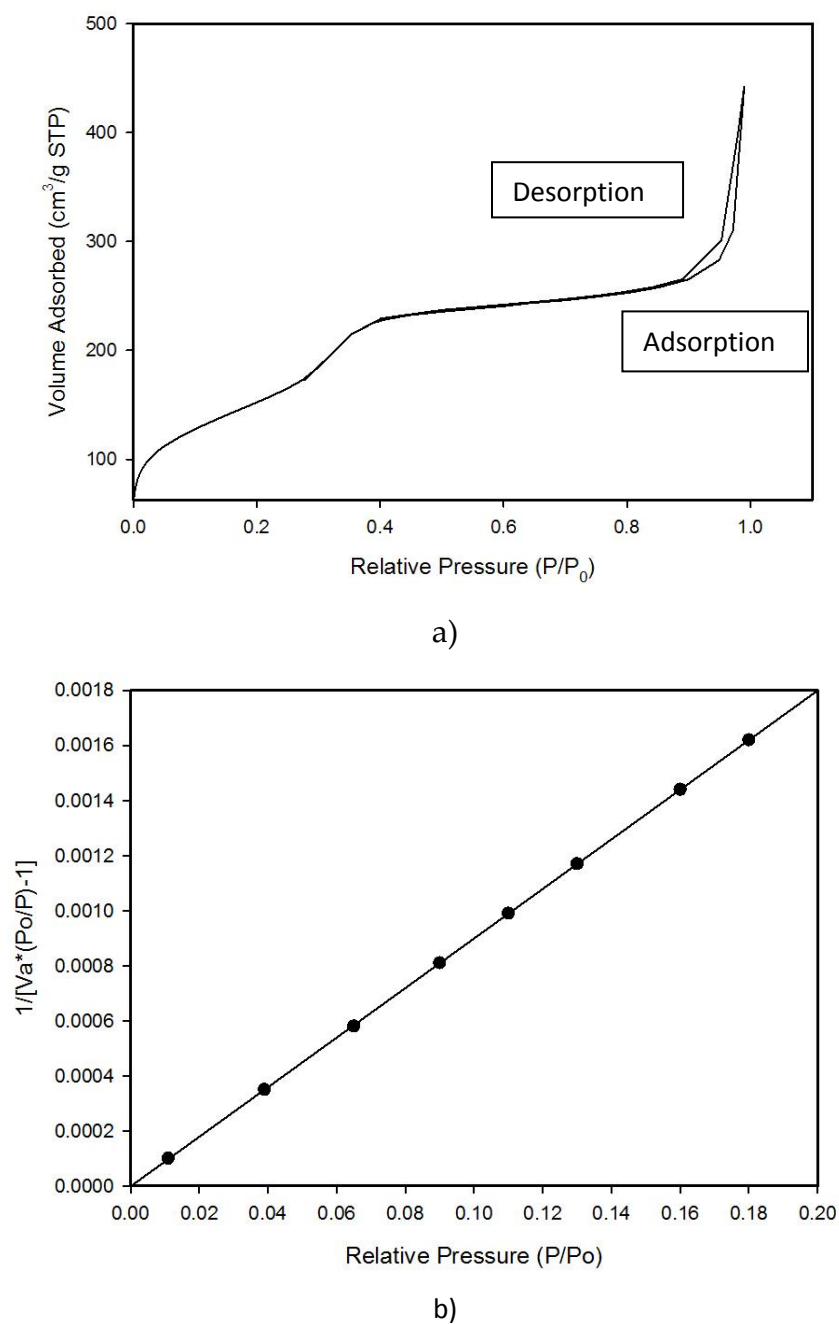 500
400
300
200
100
Volume Adsorbed (cm³/g STP)
Desorption
Adsorption
0.0 0.2 0.4 0.6 0.8 1.0
Relative Pressure (P/P₀)
a)
0.0018
0.0016
0.0014
0.0012
0.0010
0.0008
0.0006
0.0004
0.0002
0.0000
1/[Va*(Po/P)-1]
0.00 0.02 0.04 0.06 0.08 0.10 0.12 0.14 0.16 0.18 0.20
Relative Pressure (P/Po)
b)